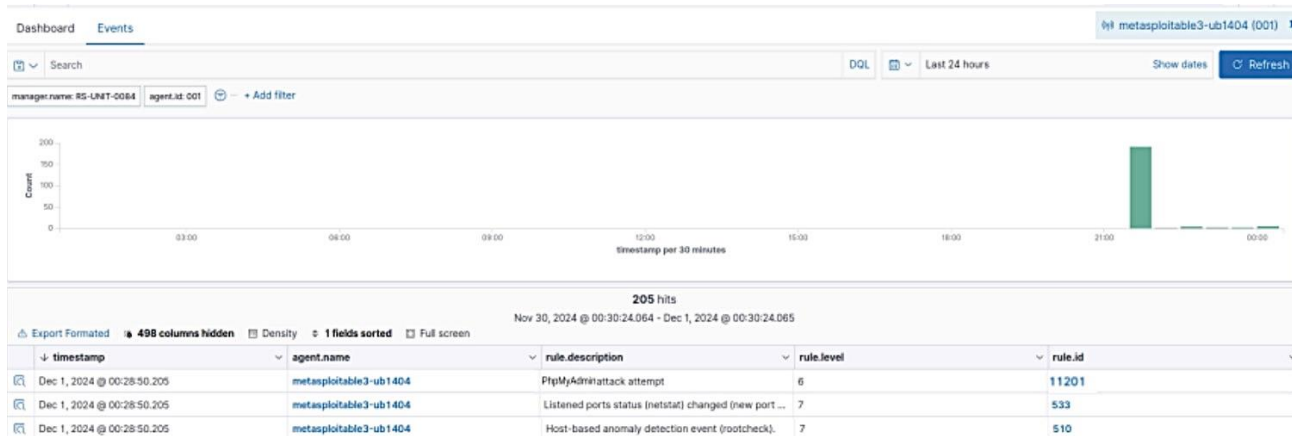 Dashboard Events
metasploitable3-ub1404 (001)
Search DQL Last 24 hours Show dates Refresh
manager.name: RS-UNIT-0084 agent.id: 001 + Add filter
200
150
100
50
0
Count
03:00 06:00 09:00 12:00 15:00 18:00 21:00 00:00
timestamp per 30 minutes
205 hits
Nov 30, 2024 @ 00:30:24.064 - Dec 1, 2024 @ 00:30:24.065
Export Formated 498 columns hidden Density 1 fields sorted Full screen
timestamp agent.name rule.description rule.level rule.id
Dec 1, 2024 @ 00:28:50.205 metasploitable3-ub1404 PhpMyAdminattack attempt 6 11201
Dec 1, 2024 @ 00:28:50.205 metasploitable3-ub1404 Listened ports status (netstat) changed (new port ... 7 533
Dec 1, 2024 @ 00:28:50.205 metasploitable3-ub1404 Host-based anomaly detection event (rootcheck). 7 510